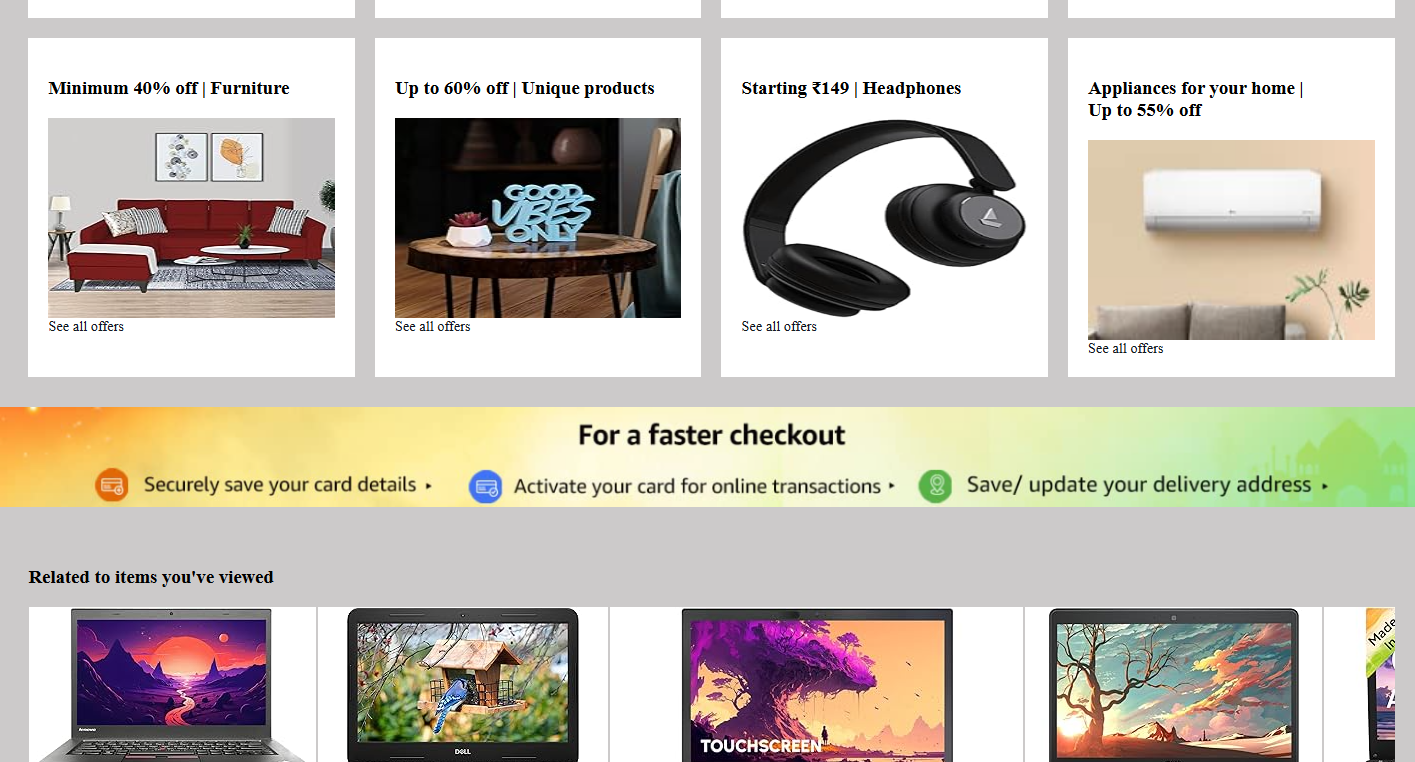 Minimum 40% off | Furniture
Up to 60% off | Unique products
Starting ₹149 | Headphones
Appliances for your home |
Up to 55% off
GOOD
VIBES
ONLY
See all offers
See all offers
See all offers
See all offers
For a faster checkout
Securely save your card details
Activate your card for online transactions
Save/ update your delivery address
Related to items you've viewed
lenovo
DELL
TOUCHSCREEN
Made
In